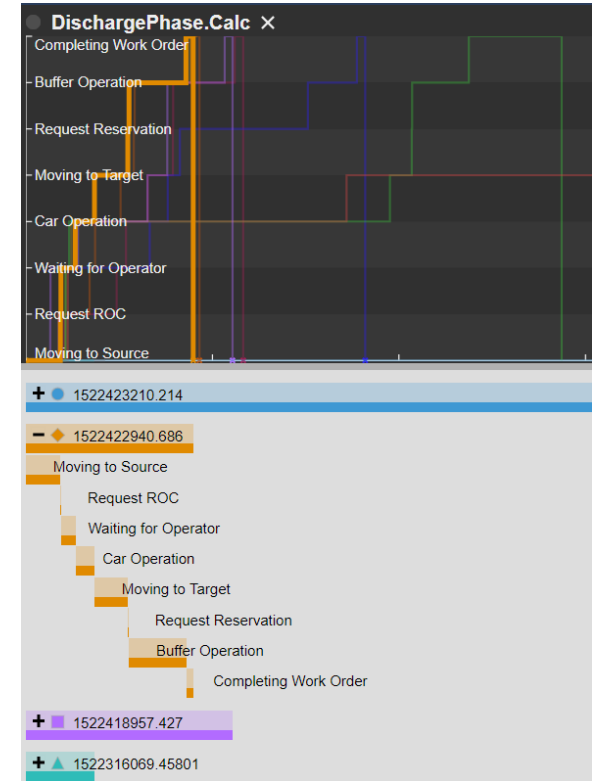 DischargePhase.Calc ×
Completing Work Order
Buffer Operation
Request Reservation
Moving to Target
Car Operation
Waiting for Operator
Request ROC
Moving to Source
1522423210.214
1522422940.686
Moving to Source
Request ROC
Waiting for Operator
Car Operation
Moving to Target
Request Reservation
Buffer Operation
Completing Work Order
1522418957.427
1522316069.45801